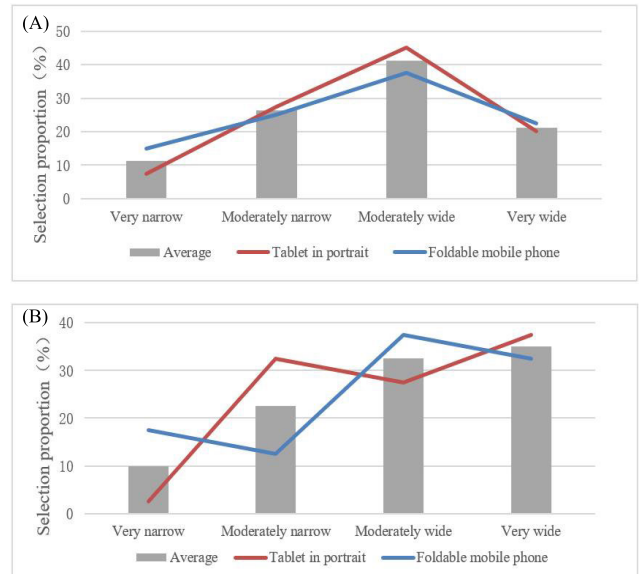 (A)
Selection proportion（%）
50
40
30
20
10
0
Very narrow Moderately narrow Moderately wide Very wide
Average Tablet in portrait Foldable mobile phone
(B)
Selection proportion（%）
40
30
20
10
0
Very narrow Moderately narrow Moderately wide Very wide
Average Tablet in portrait Foldable mobile phone